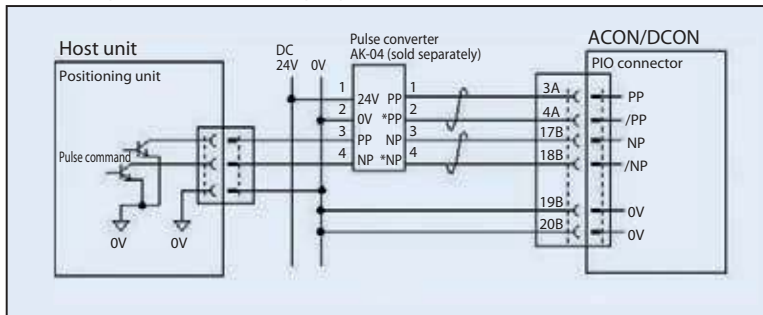 Host unit
Positioning unit
Pulse command
0V
0V
DC
24V 0V
Pulse converter
AK-04 (sold separately)
1 24V PP 1
2 0V *PP 2
3 PP NP 3
4 NP *NP 4
ACON/DCON
PIO connector
3A PP
4A /PP
17B NP
18B /NP
19B 0V
20B 0V